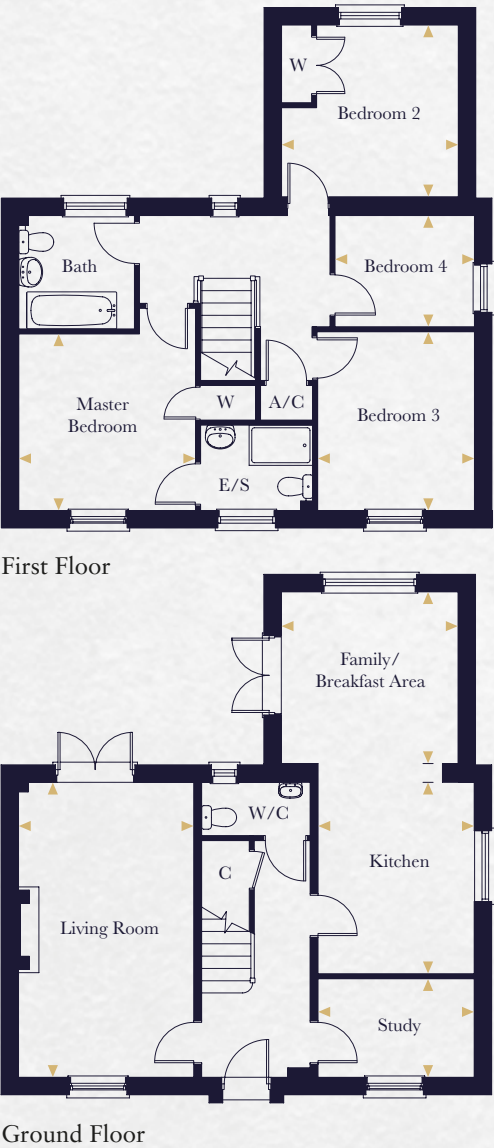 W
Bedroom 2
Bath
Bedroom 4
Master
Bedroom
W
A/C
Bedroom 3
E/S
First Floor
Family/
Breakfast Area
W/C
C
Kitchen
Living Room
Study
Ground Floor